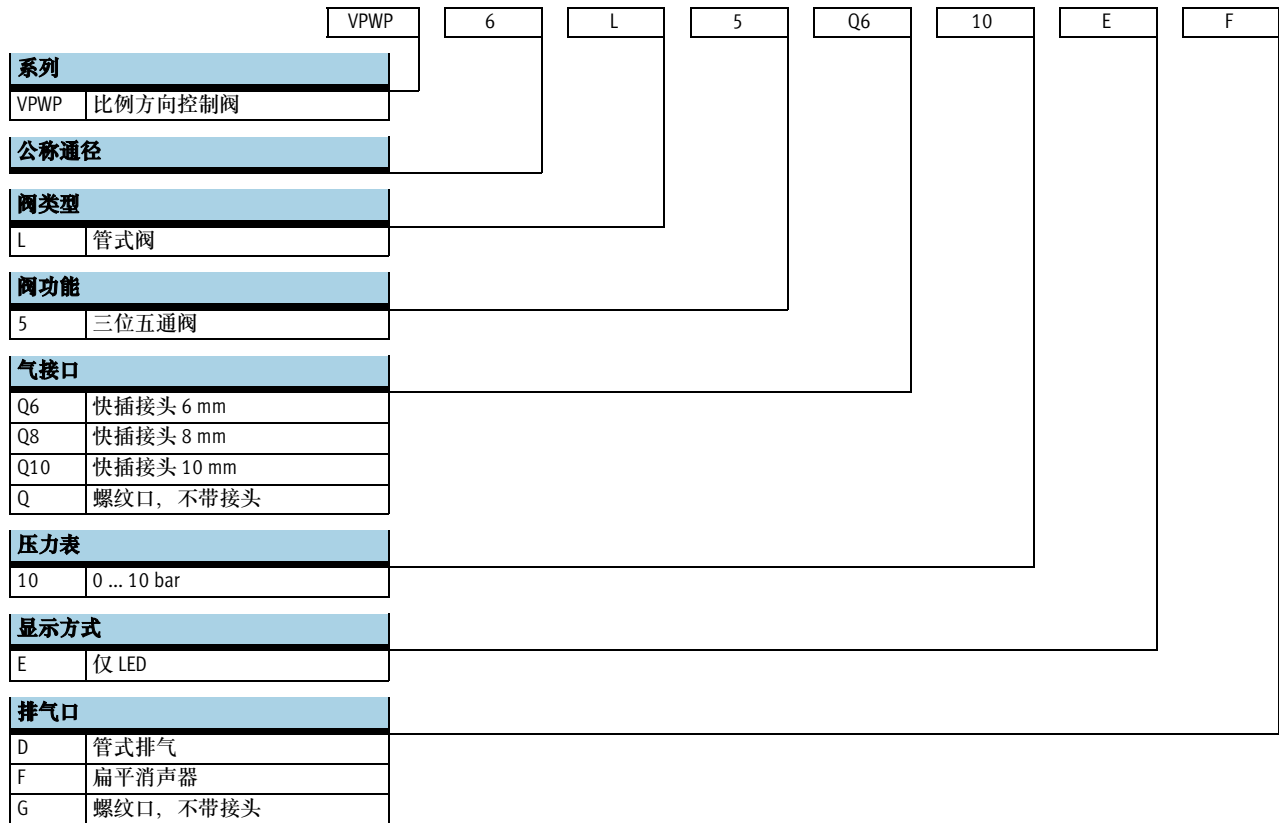 VPWP 6 L 5 Q6 10 E F
系列
VPWP 比例方向控制阀
公称通径
阀类型
L 管式阀
阀功能
5 三位五通阀
气接口
Q6 快插接头 6 mm
Q8 快插接头 8 mm
Q10 快插接头 10 mm
Q 螺纹口，不带接头
压力表
10 0 ... 10 bar
显示方式
E 仅 LED
排气口
D 管式排气
F 扁平消声器
G 螺纹口，不带接头